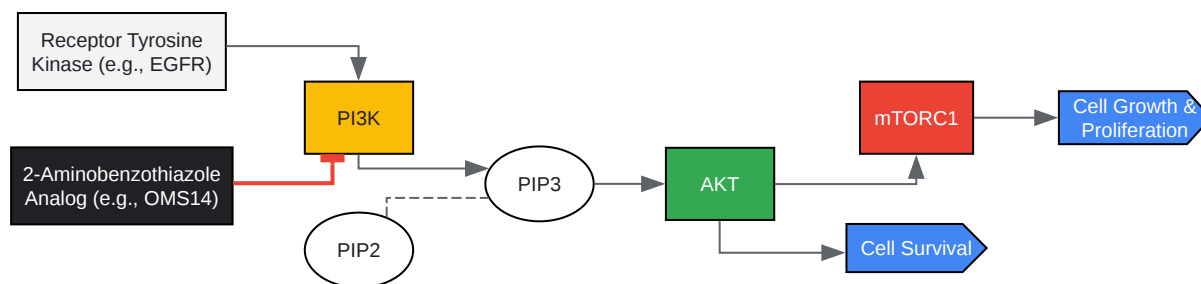 Receptor Tyrosine
Kinase (e.g., EGFR)
PI3K
mTORC1
Cell Growth &
Proliferation
2-Aminobenzothiazole
Analog (e.g., OMS14)
PIP3
AKT
PIP2
Cell Survival